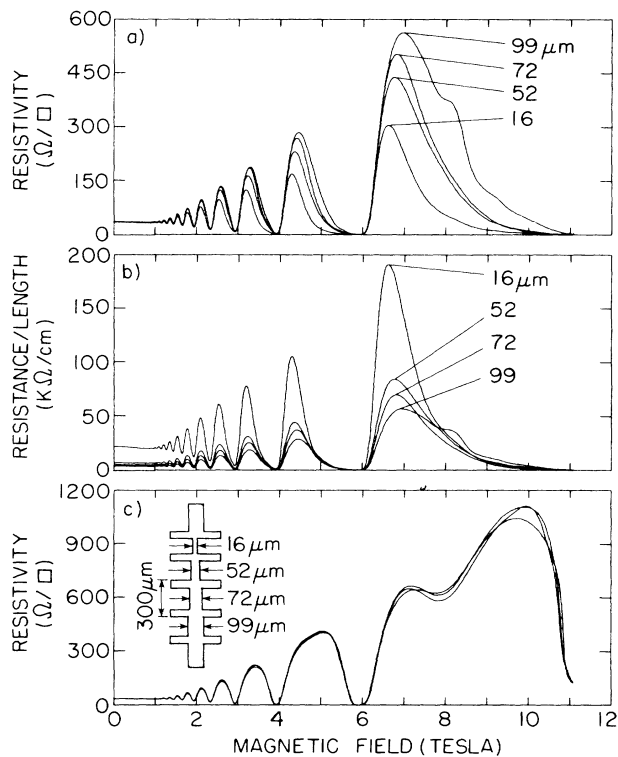 a)
600
450
300
150
0
RESISTIVITY
(Ω/□)
99 μm
72
52
16
b)
200
150
100
50
0
RESISTANCE/LENGTH
(KΩ/cm)
16 μm
52
72
99
c)
1200
900
600
300
0
RESISTIVITY
(Ω/□)
300μm
16 μm
52 μm
72 μm
99 μm
0 2 4 6 8 10 12
MAGNETIC FIELD (TESLA)